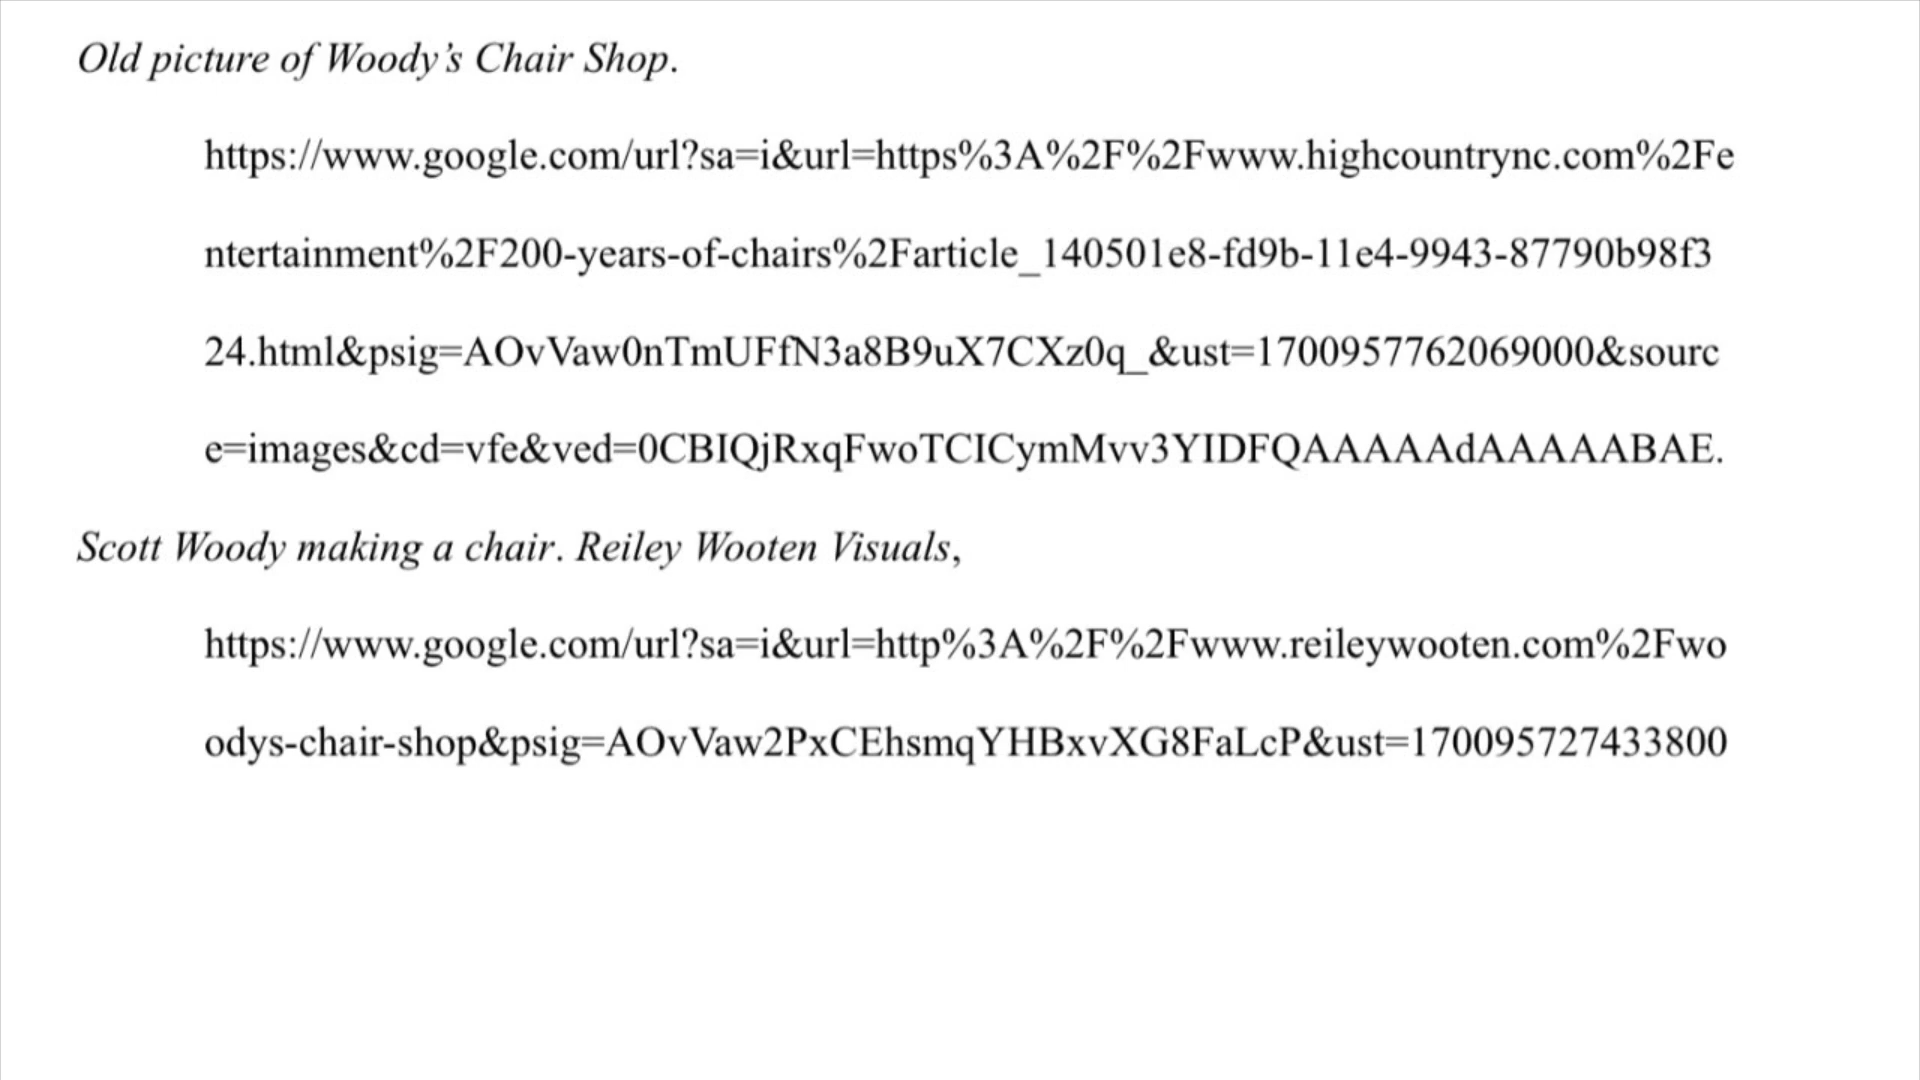 Old picture of Woody’s Chair Shop.
https://www.google.com/url?sa=i&url=https%3A%2F%2Fwww.highcountrync.com%2Fe
ntertainment%2F200-years-of-chairs%2Farticle_140501e8-fd9b-11e4-9943-87790b98f3
24.html&psig=AOvVaw0nTmUFfN3a8B9uX7CXz0q_&ust=1700957762069000&sourc
e=images&cd=vfe&ved=0CBIQjRxqFwoTCICymMvv3YIDFQAAAAAdAAAAABAE.
Scott Woody making a chair. Reiley Wooten Visuals,
https://www.google.com/url?sa=i&url=http%3A%2F%2Fwww.reileywooten.com%2Fwo
odys-chair-shop&psig=AOvVaw2PxCEhsmqYHBxvXG8FaLcP&ust=170095727433800